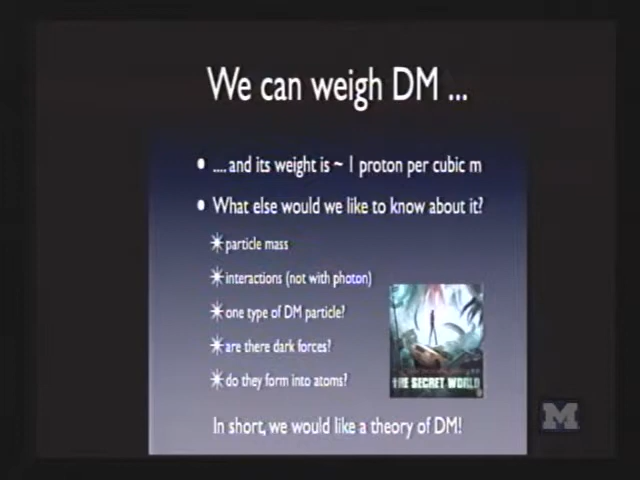 We can weigh DM ...
• .... and its weight is ~ 1 proton per cubic m
• What else would we like to know about it?
✳ particle mass
✳ interactions (not with photon)
✳ one type of DM particle?
✳ are there dark forces?
✳ do they form into atoms?
THE SECRET WORLD
In short, we would like a theory of DM!
M